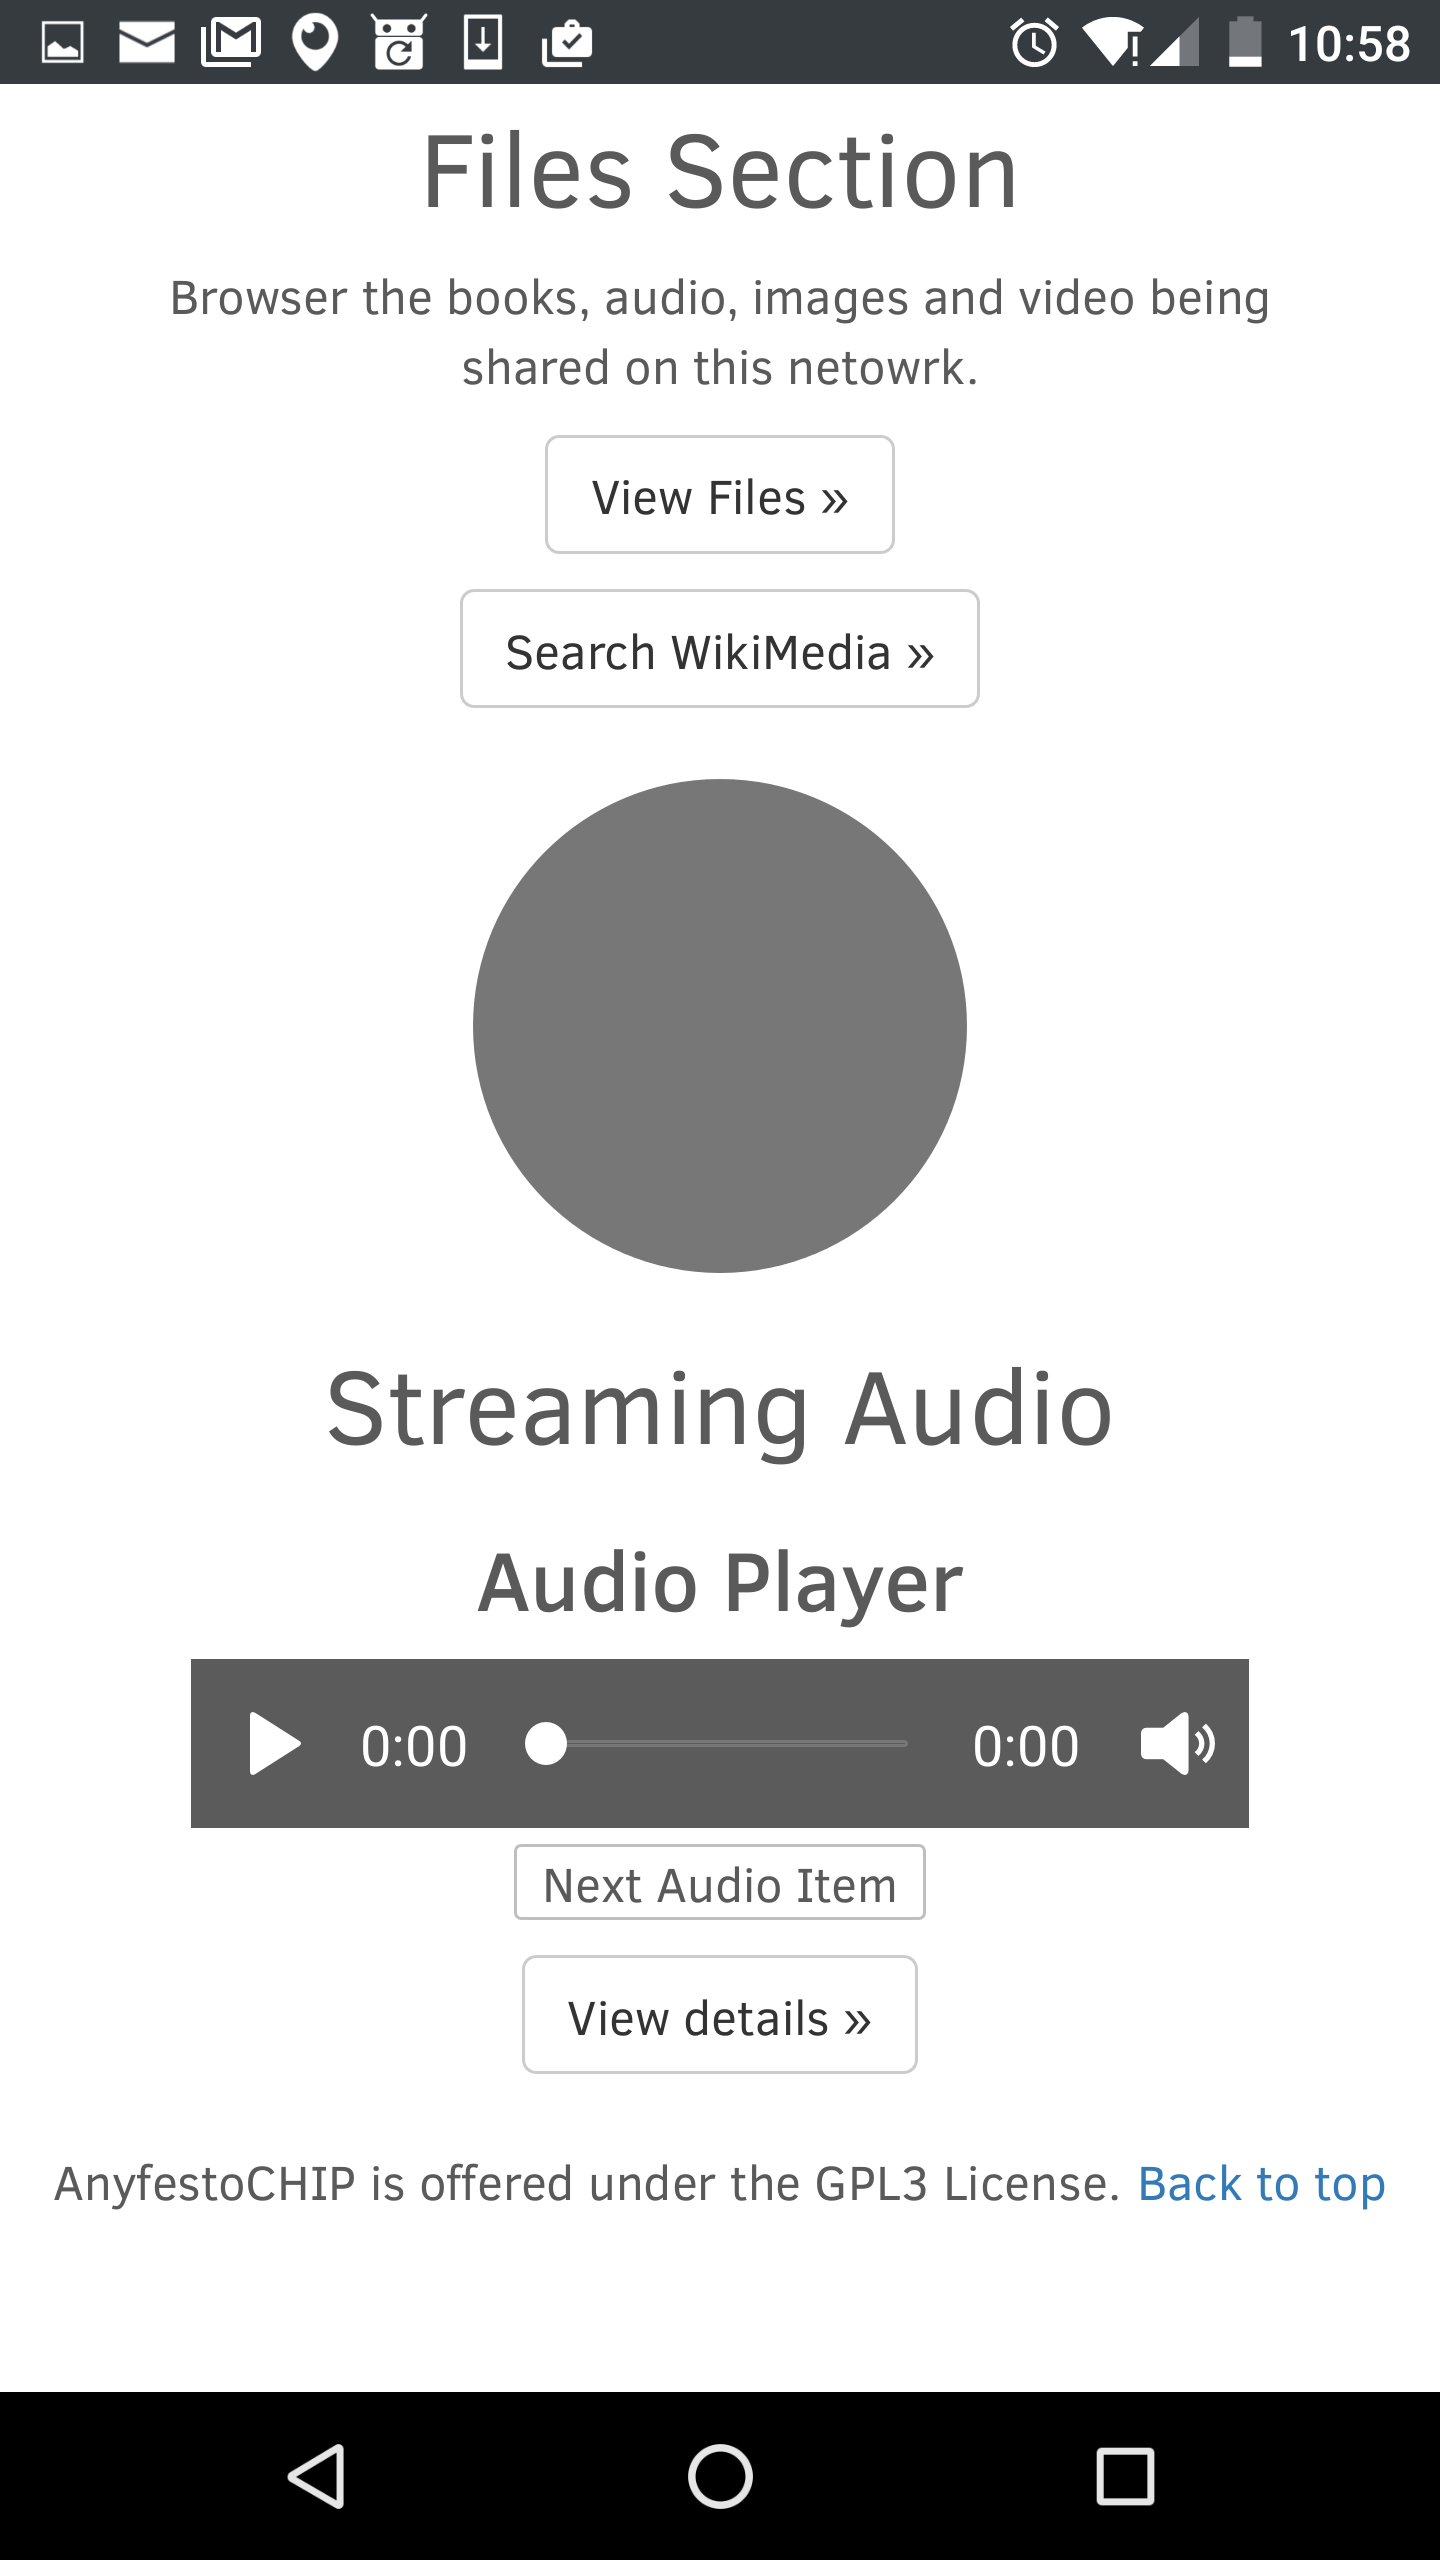 10:58
Files Section
Browser the books, audio, images and video being
shared on this netowrk.
View Files »
Search WikiMedia »
Streaming Audio
Audio Player
0:00 0:00
Next Audio Item
View details »
AnyfestoCHIP is offered under the GPL3 License. Back to top